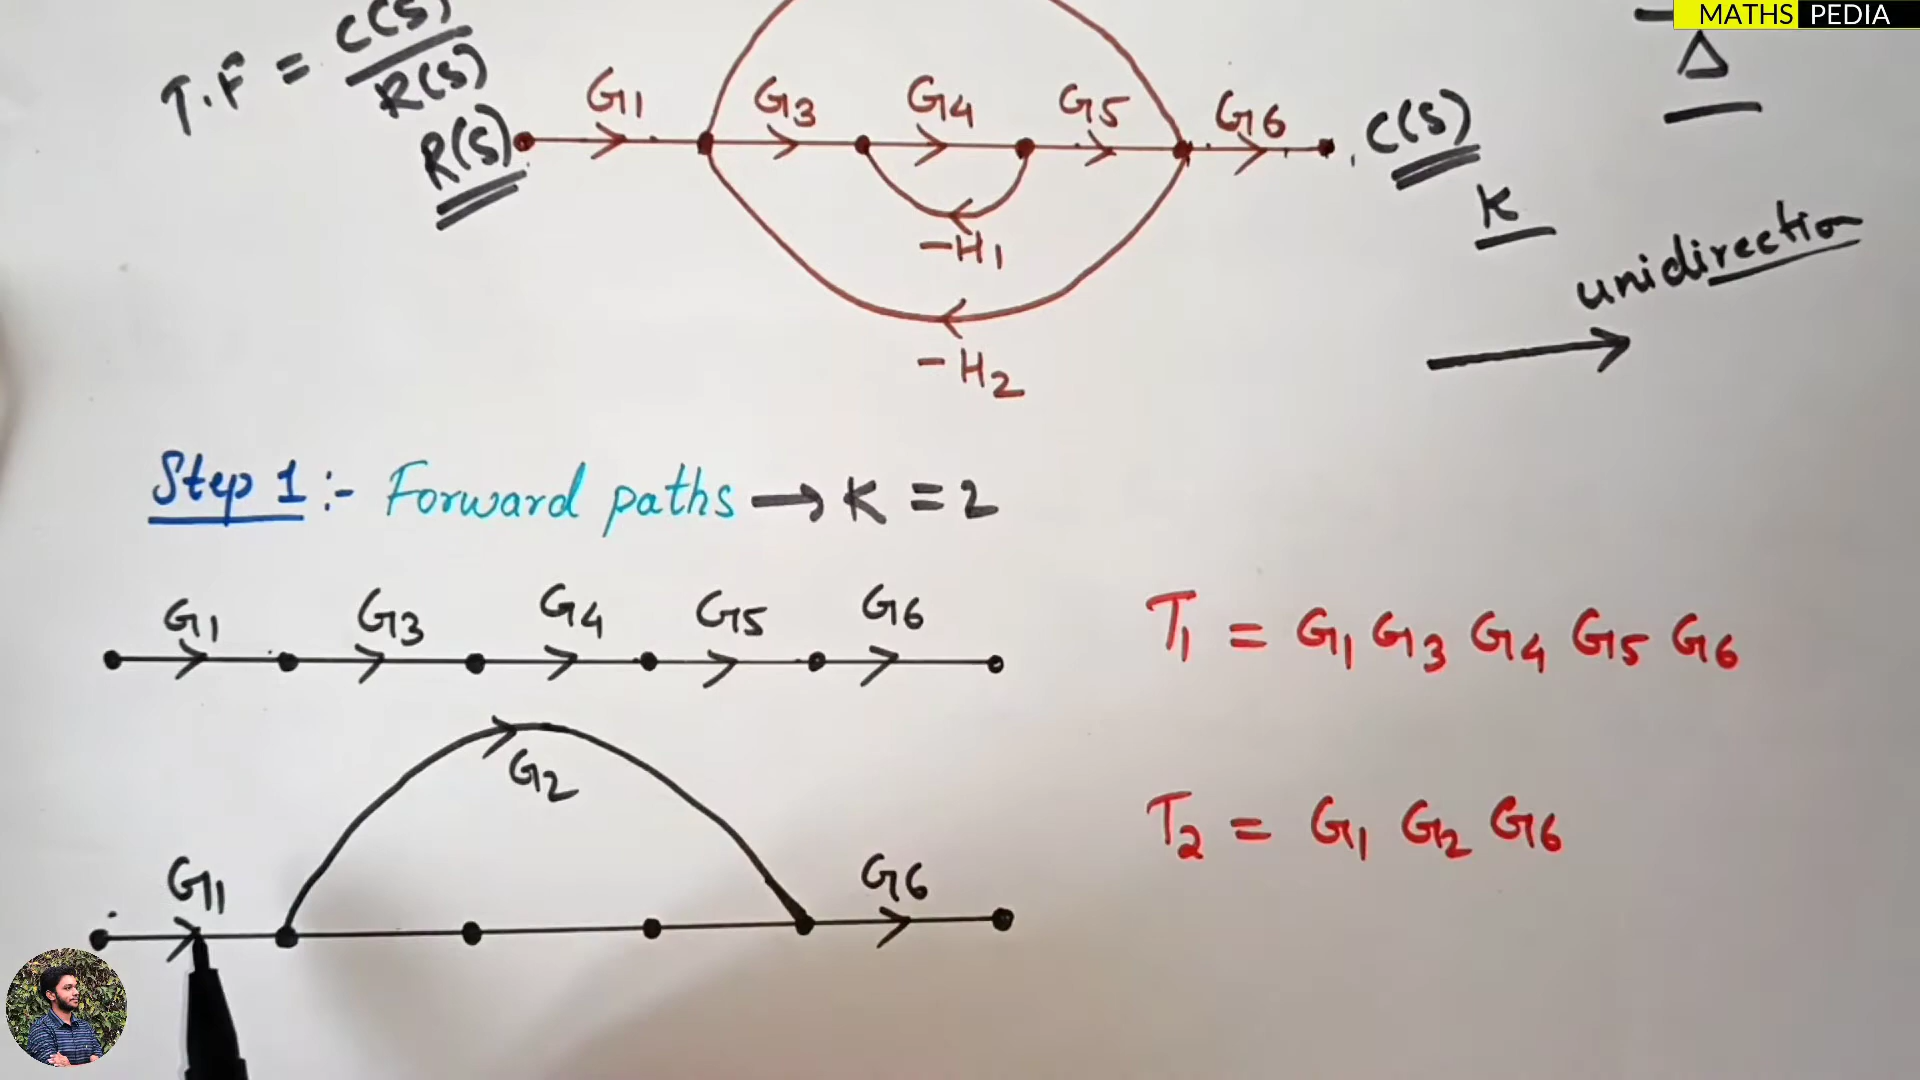 MATHS PEDIA
T.F = C(S)
R(S)
Δ
G1 G3 G4 G5 G6
R(S)
C(S)
K
-H1
unidirection
-H2
Step 1 :- Forward paths → K = 2
G1 G3 G4 G5 G6
T1 = G1 G3 G4 G5 G6
G2
T2 = G1 G2 G6
G1 G6